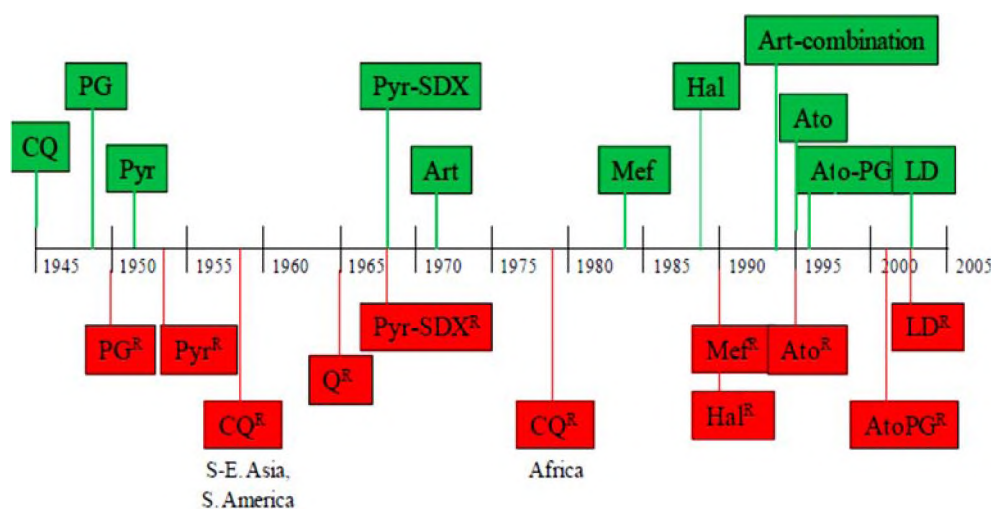 Art-combination
PG
Pyr-SDX
Hal
Ato
CQ
Pyr
Art
Mef
Ato-PG
LD
1945
1950
1955
1960
1965
1970
1975
1980
1985
1990
1995
2000
2005
PGᴿ
Pyrᴿ
Qᴿ
Pyr-SDXᴿ
Mefᴿ
Atoᴿ
LDᴿ
CQᴿ
CQᴿ
Halᴿ
AtoPGᴿ
S-E. Asia,
S. America
Africa